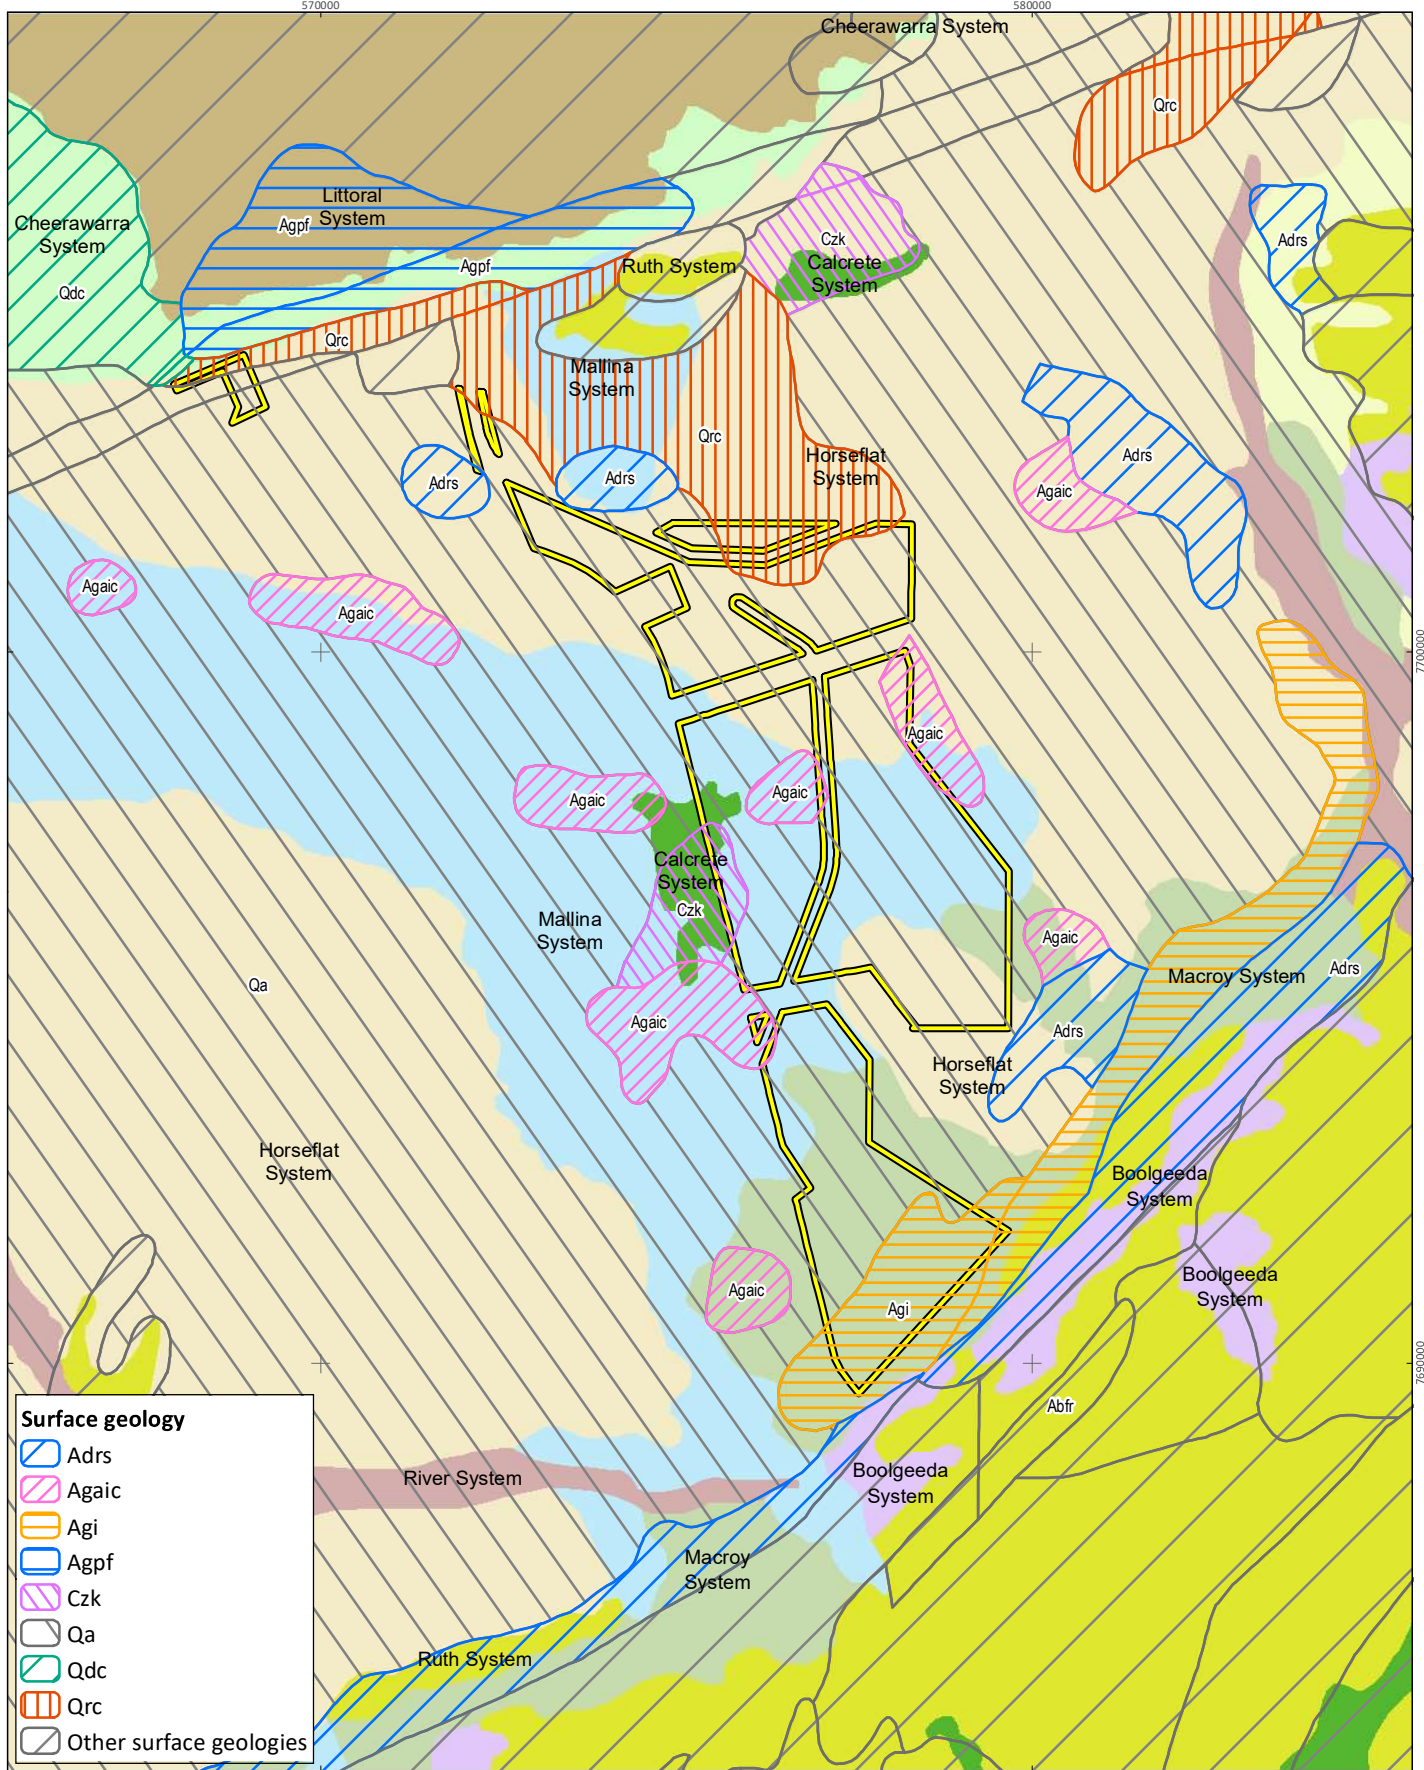 570000
580000
Cheerawarra System
Qrc
Littoral
System
Agpf
Cheerawarra
System
Czk
Adrs
Calcrete
System
Agpf
Ruth System
Qdc
Qrc
Mallina
System
Qrc
Horseflat
System
Adrs
Adrs
Adrs
Agaic
Agaic
Agaic
7700000
Agaic
Agaic
Agaic
Calcrete
System
Czk
Mallina
System
Agaic
Macroy System
Adrs
Qa
Agaic
Adrs
Horseflat
System
Horseflat
System
Boolgeeda
System
Boolgeeda
System
Agaic
Agi
7690000
Abfr
River System
Boolgeeda
System
Macroy
System
Ruth System
Surface geology
Adrs
Agaic
Agi
Agpf
Czk
Qa
Qdc
Qrc
Other surface geologies